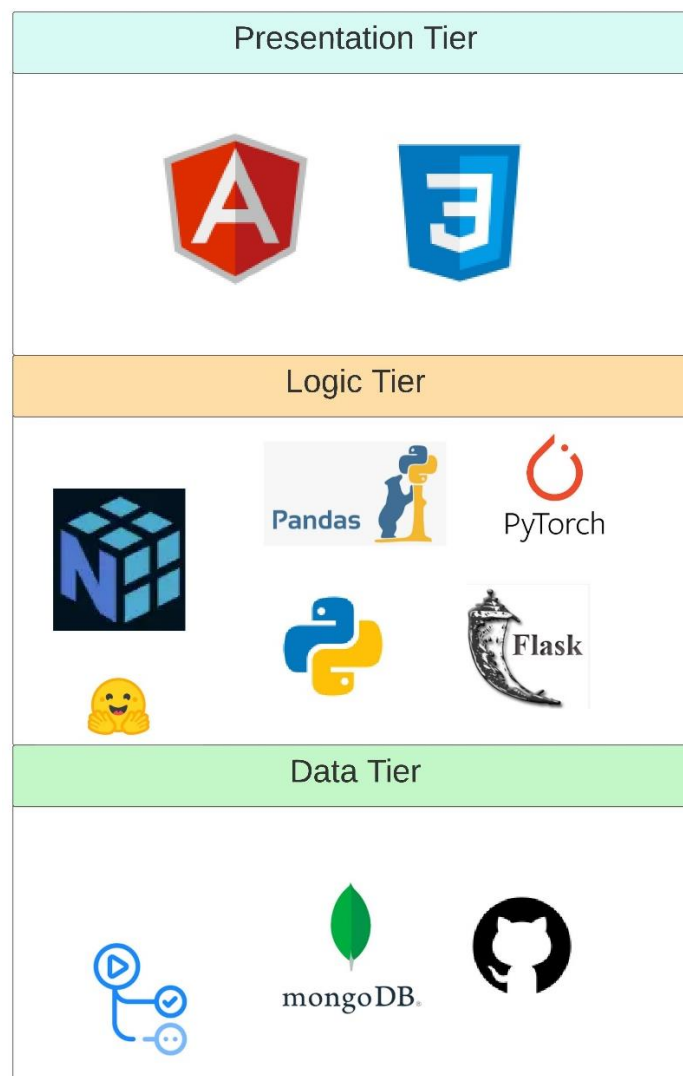 Presentation Tier
Logic Tier
Pandas
PyTorch
Flask
Data Tier
mongoDB.